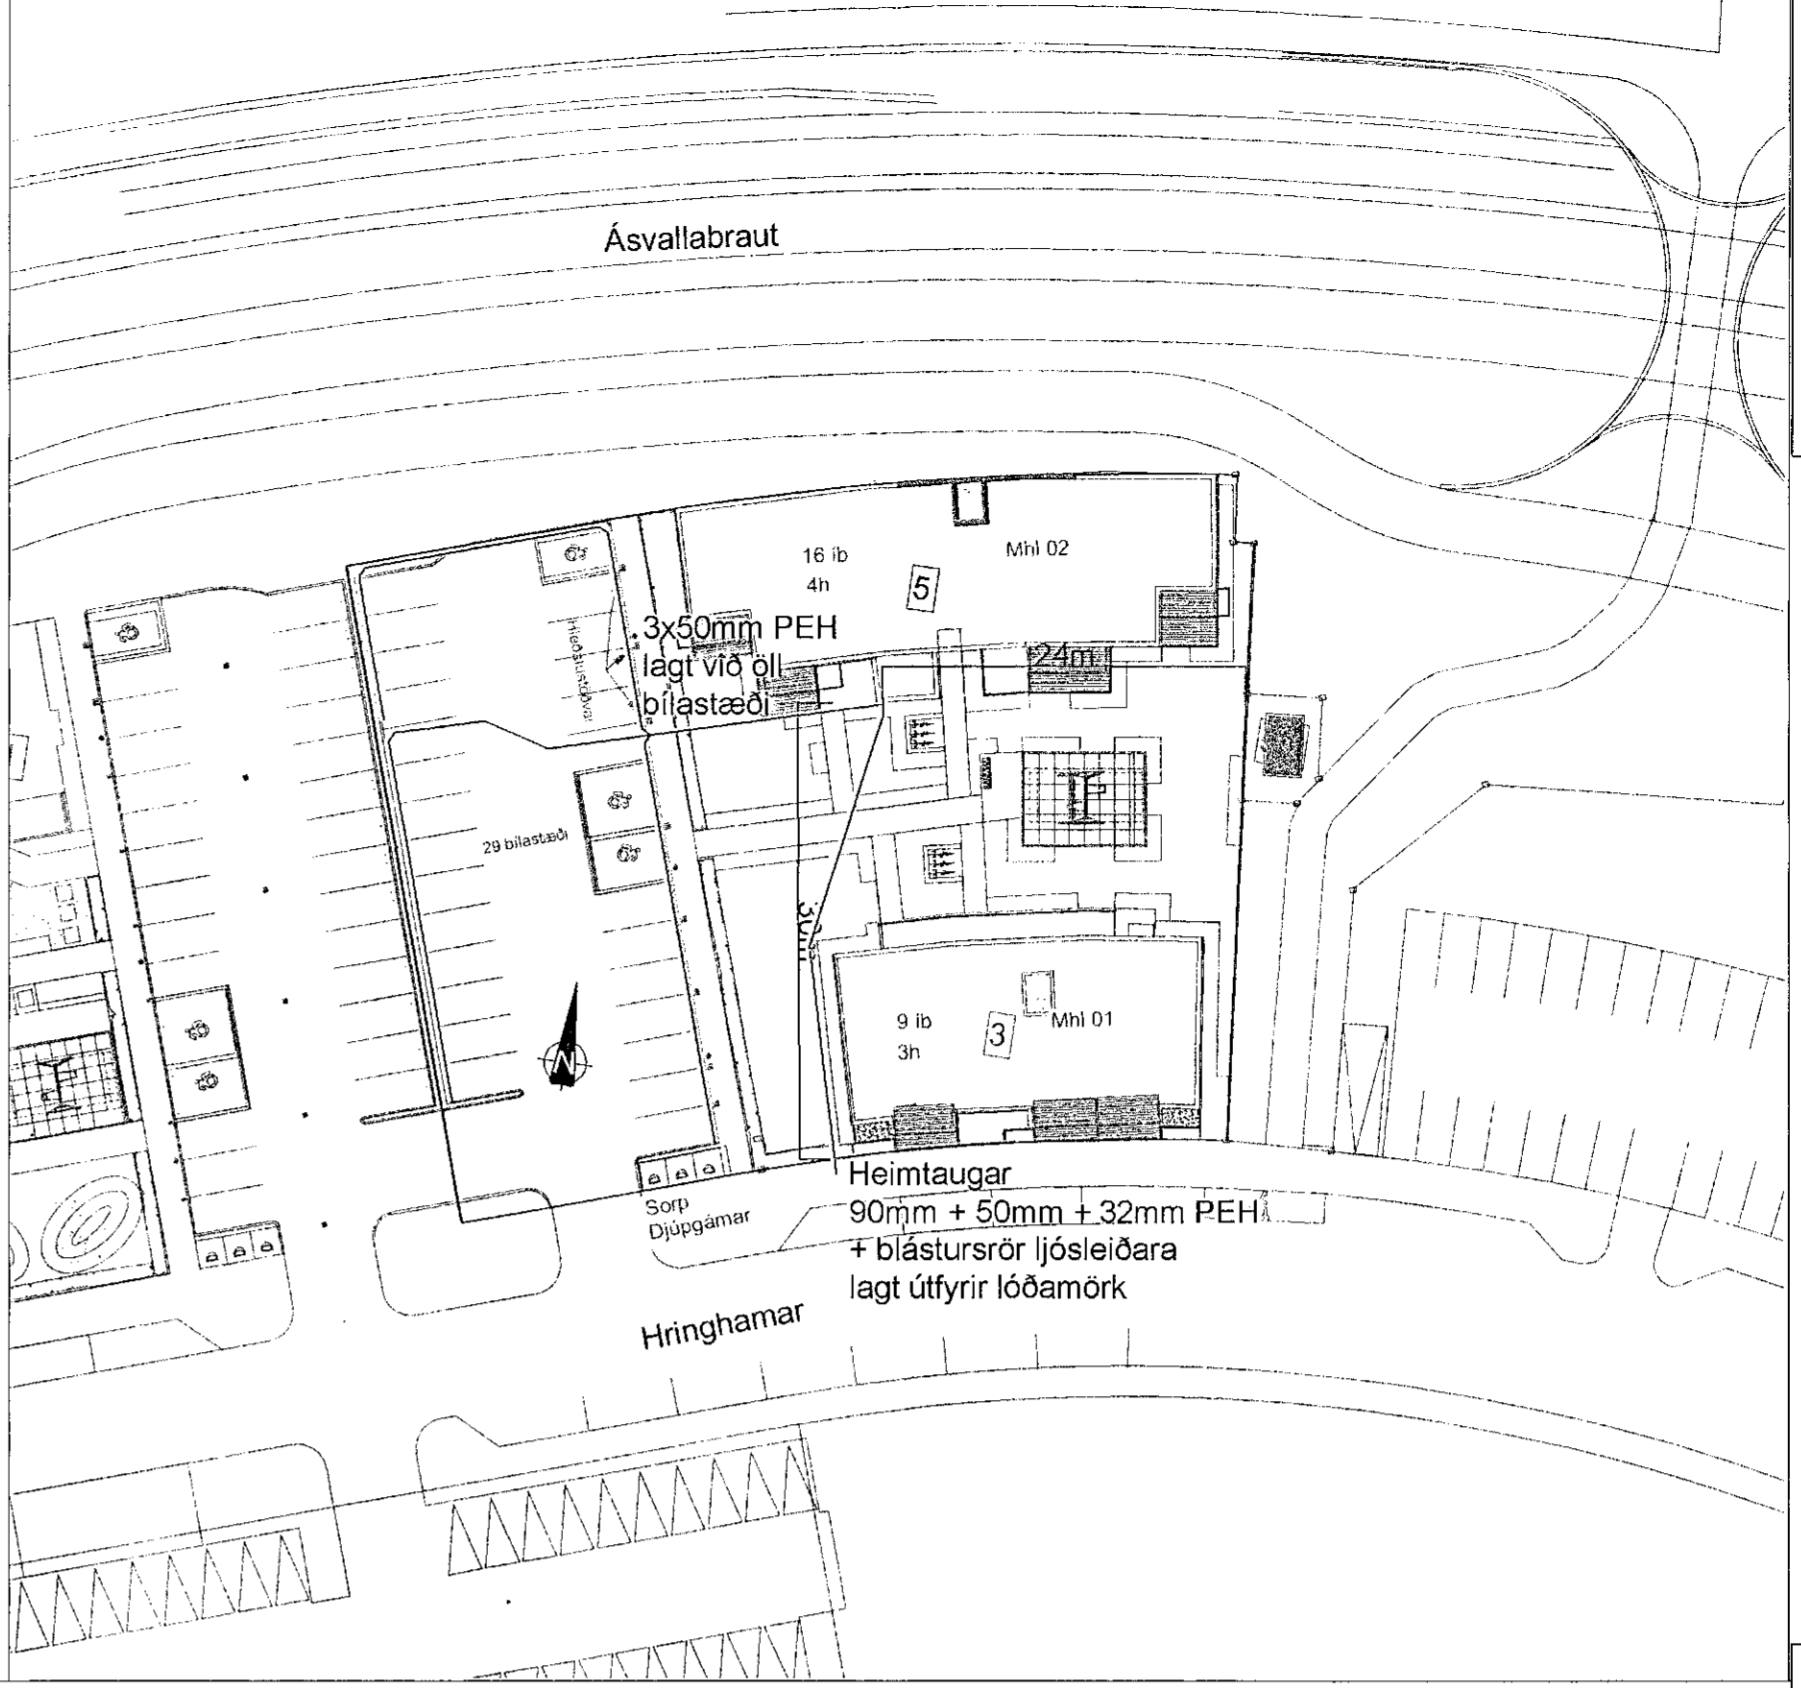 Ásvallabraut
16 íb
4h
5
Mhl 02
3x50mm PEH
lagt við öll
bílastæði
24m
29 bílastæði
9 íb
3h
3
Mhl 01
N
Sorp
Djúpgámar
Heimtaugar
90mm + 50mm + 32mm PEH
+ blástursrör ljósleiðara
lagt útfyrir lóðamörk
Hringhamar